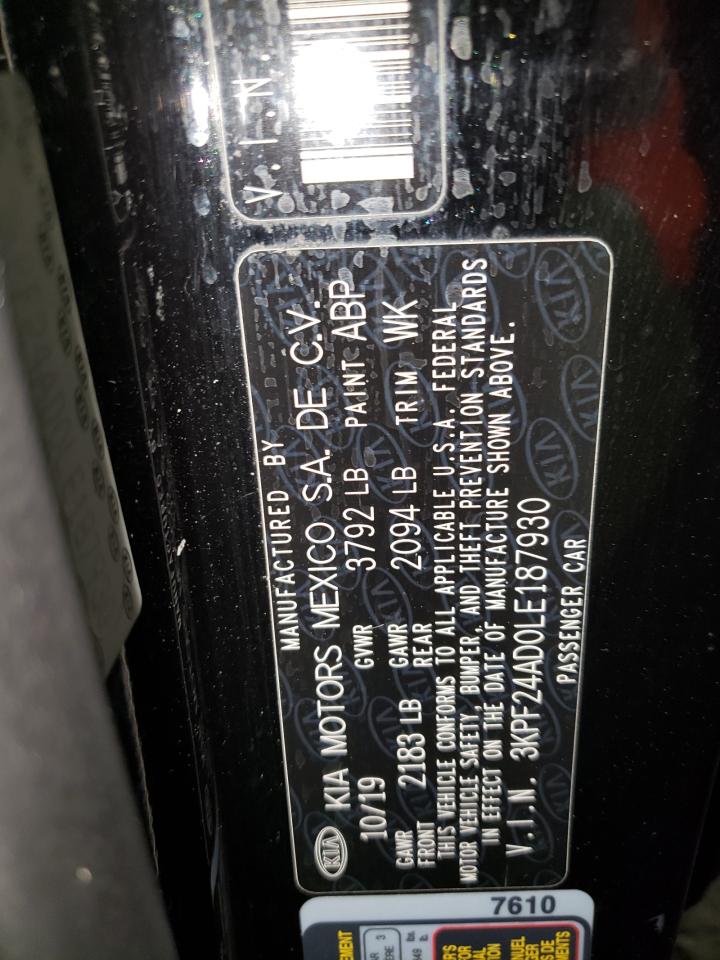 V I N
MANUFACTURED BY
KIA KIA MOTORS MEXICO S.A. DE C.V.
10/19 GVWR 3792 LB PAINT ABP
GAWR FRONT 2183 LB GAWR REAR 2094 LB TRIM WK
THIS VEHICLE CONFORMS TO ALL APPLICABLE U.S.A. FEDERAL
MOTOR VEHICLE SAFETY, BUMPER, AND THEFT PREVENTION STANDARDS
IN EFFECT ON THE DATE OF MANUFACTURE SHOWN ABOVE.
V.I.N. 3KPF24AD0LE187930
PASSENGER CAR
7610